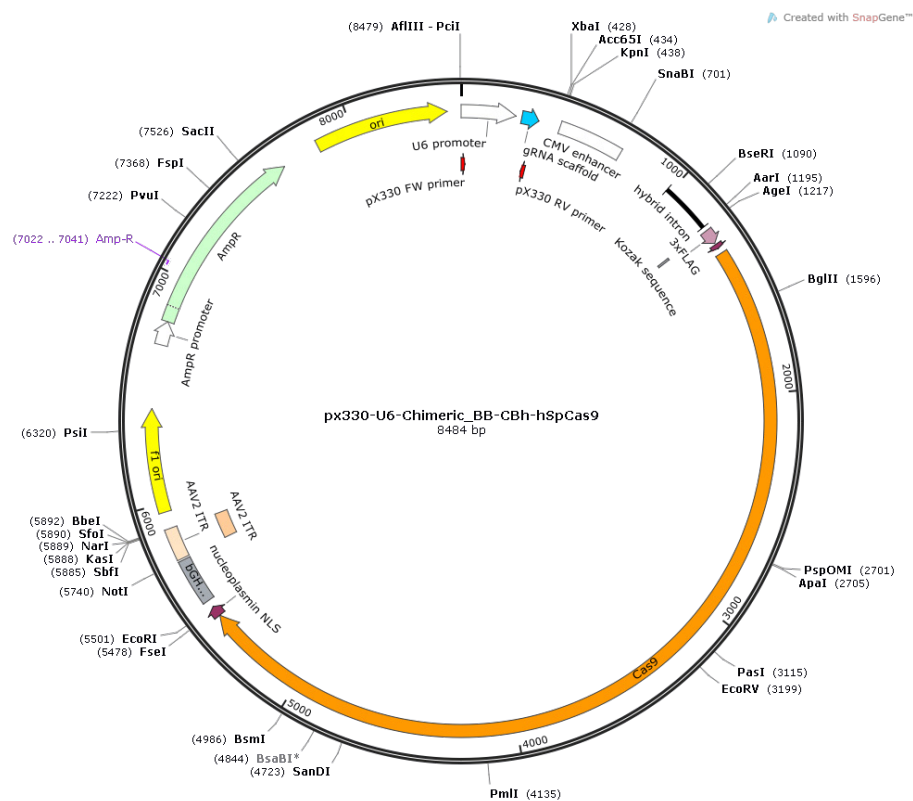 Created with SnapGene™
(8479) AflIII - PciI
XbaI (428)
Acc65I (434)
KpnI (438)
SnaBI (701)
BseRI (1090)
AarI (1195)
AgeI (1217)
BglII (1596)
PspOMI (2701)
ApaI (2705)
PasI (3115)
EcoRV (3199)
PmlI (4135)
(4723) SanDI
(4844) BsaBI*
(4986) BsmI
(5478) FseI
(5501) EcoRI
(5740) NotI
(5885) SbfI
(5888) KasI
(5889) NarI
(5890) SfoI
(5892) BbeI
(6320) PsiI
(7022 .. 7041) Amp-R
(7222) PvuI
(7368) FspI
(7526) SacII
1000
2000
3000
4000
5000
6000
7000
8000
ori
U6 promoter
pX330 FW primer
gRNA scaffold
pX330 RV primer
CMV enhancer
hybrid intron
3xFLAG
Kozak sequence
Cas9
nucleoplasmin NLS
bGH...
AAV2 ITR
AAV2 ITR
f1 ori
AmpR promoter
AmpR
px330-U6-Chimeric_BB-CBh-hSpCas9
8484 bp